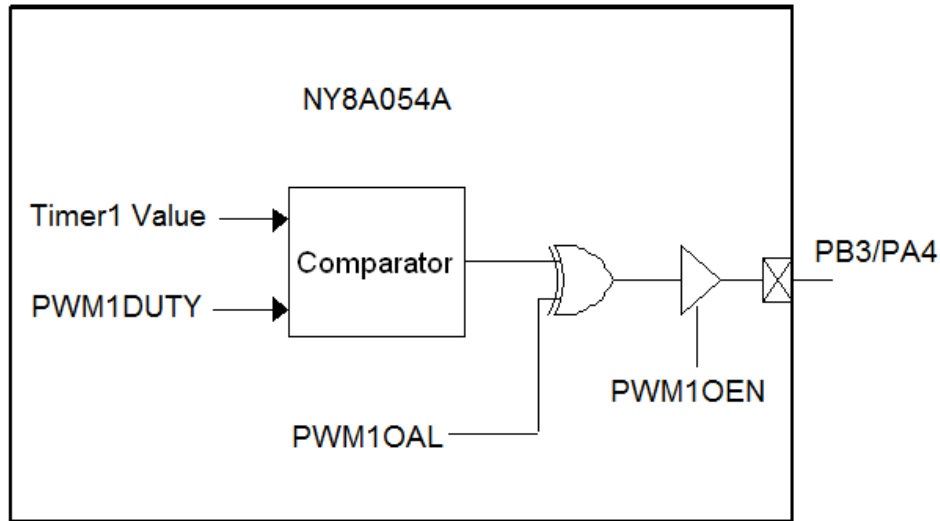 NY8A054A
Timer1 Value
Comparator
PWM1DUTY
PB3/PA4
PWM1OEN
PWM1OAL